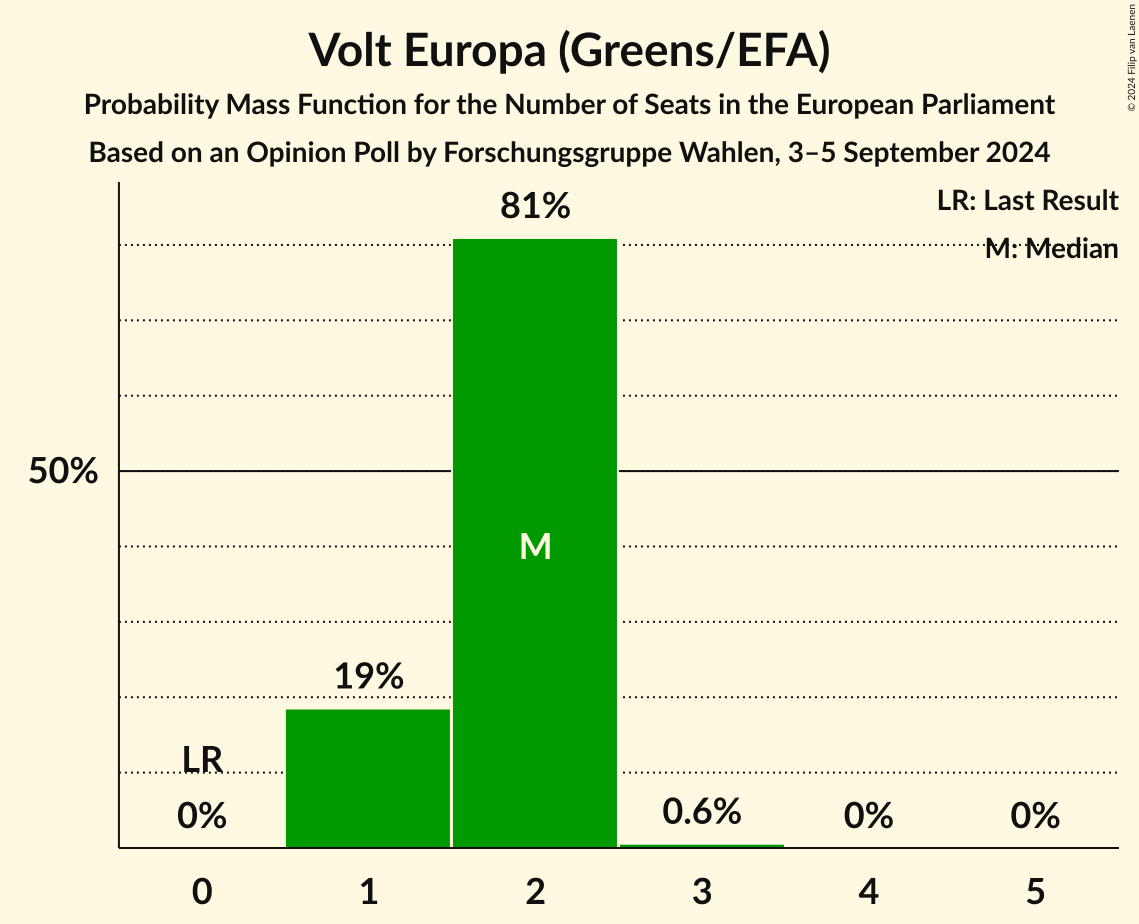 Volt Europa (Greens/EFA)
Probability Mass Function for the Number of Seats in the European Parliament
Based on an Opinion Poll by Forschungsgruppe Wahlen, 3–5 September 2024
© 2024 Filip van Laenen
LR: Last Result
M: Median
81%
50%
M
19%
LR
0%
0.6%
0%
0%
0 1 2 3 4 5